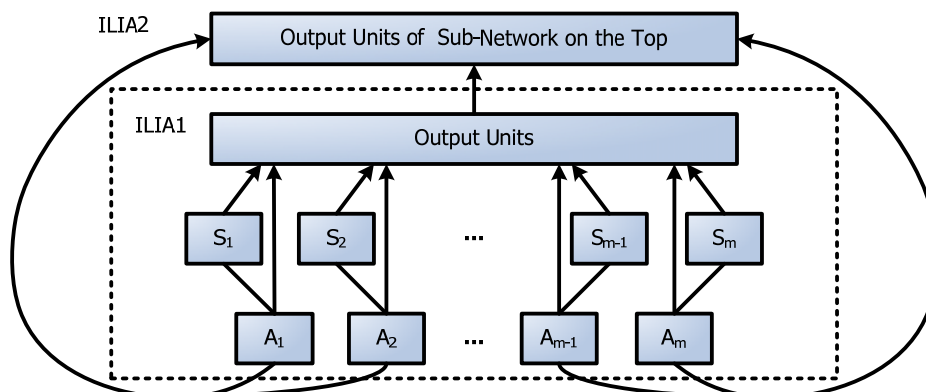 ILIA2
Output Units of Sub-Network on the Top
ILIA1
Output Units
S1 S2 ... Sm-1 Sm
A1 A2 ... Am-1 Am